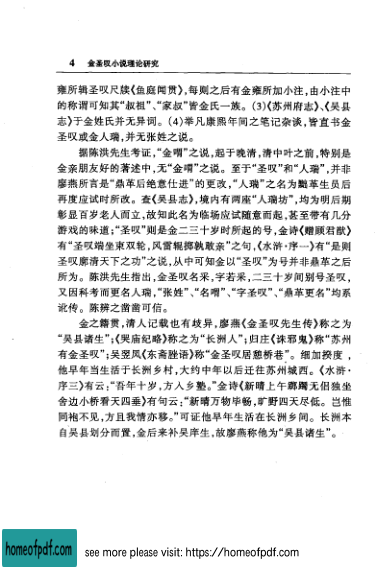 4 金圣叹小说理论研究
雍所辑圣叹尺牍《鱼庭闻贯》,每则之后有金雍所加小注,由小注中
的称谓可知其“叔祖”、“家叔”皆金氏一族。(3)《苏州府志》、《吴县
志》于金姓氏并无异词。(4)举凡康熙年间之笔记杂谈,皆直书金
圣叹或金人瑞,并无张姓之说。
据陈洪先生考证,“金喟”之说,起于晚清,清中叶之前,特别是
金亲朋友好的著述中,无“金喟”之说。至于“圣叹”和“人瑞”,并非
廖燕所言是“鼎革后绝意仕进”的更改,“人瑞”之名为黜革生员后
再度应试时所改。查《吴县志》,境内有两座“人瑞坊”,均为明后期
彰显百岁老人而立,故知此名为临场应试随意而起,甚至带有几分
游戏的味道;“圣叹”则是金二三十岁时所起的号,金诗《赠顾君猷》
有“圣叹端坐束双轮,风雷辊掷孰敢亲”之句,《水浒·序一》有“是则
圣叹廓清天下之功”之说,从中可知金以“圣叹”为号并非鼎革之后
所为。陈洪先生指出,金圣叹名采,字若采,二三十岁间别号圣叹,
又因科考而更名人瑞,“张姓”、“名喟”、“字圣叹”、“鼎革更名”均系
讹传。陈辨之凿凿可信。
金之籍贯,清人记载也有歧异,廖燕《金圣叹先生传》称之为
“吴县诸生”;《哭庙纪略》称之为“长洲人”;归庄《诛邪鬼》称“苏州
有金圣叹”;吴翌凤《东斋脞语》称“金圣叹居憩桥巷”。细加揆度,
他早年当生活于长洲乡村,大约中年以后迁往苏州城西。《水浒·
序三》有云:“吾年十岁,方入乡塾。”金诗《新晴上午蹰躅无侣独坐
舍边小桥看天四垂》有句云:“新晴万物毕畅,旷野四天尽低。岂惟
同袍不见,方且我情亦移。”可证他早年生活在长洲乡间。长洲本
自吴县划分而置,金后来补吴庠生,故廖燕称他为“吴县诸生”。
homeofpdf.com see more please visit: https://homeofpdf.com